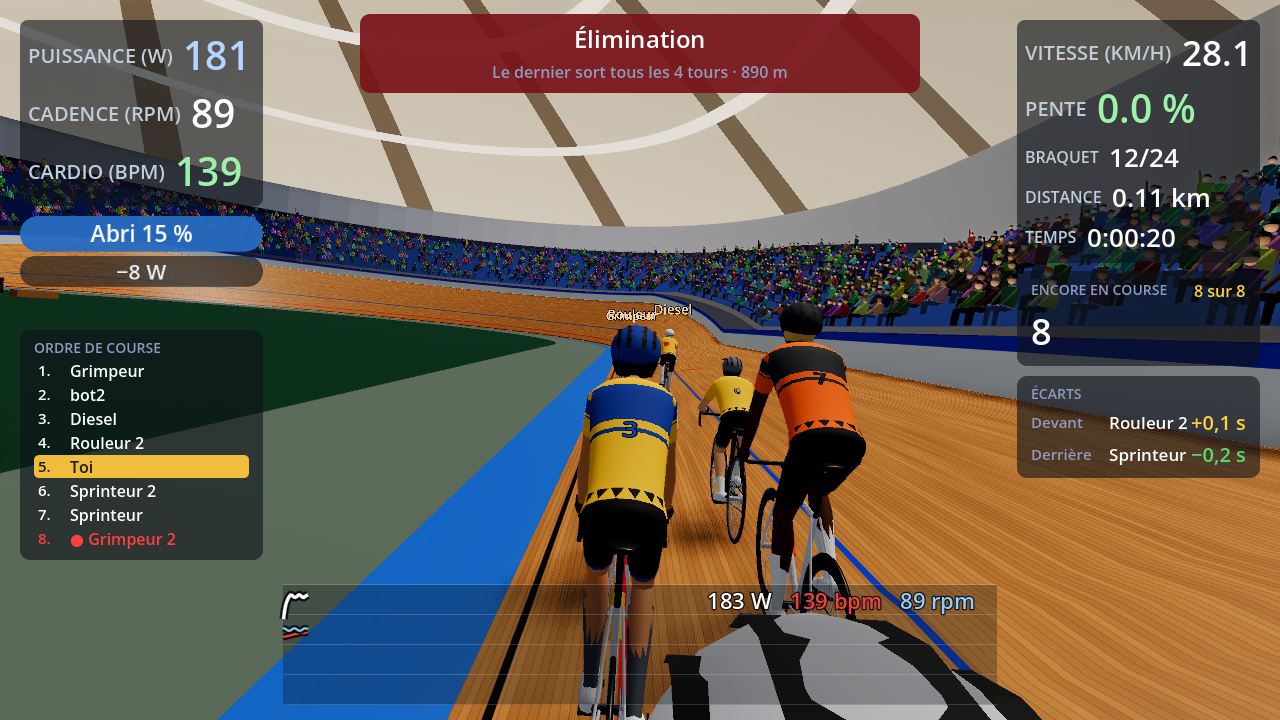 PUISSANCE (W) 181
CADENCE (RPM) 89
CARDIO (BPM) 139
Abri 15 %
−8 W
Élimination
Le dernier sort tous les 4 tours · 890 m
VITESSE (KM/H) 28.1
PENTE 0.0 %
BRAQUET 12/24
DISTANCE 0.11 km
TEMPS 0:00:20
ENCORE EN COURSE 8 sur 8
8
ÉCARTS
Devant Rouleur 2 +0,1 s
Derrière Sprinteur −0,2 s
ORDRE DE COURSE
1. Grimpeur
2. bot2
3. Diesel
4. Rouleur 2
5. Toi
6. Sprinteur 2
7. Sprinteur
8. Grimpeur 2
Diesel
3
7
183 W 139 bpm 89 rpm